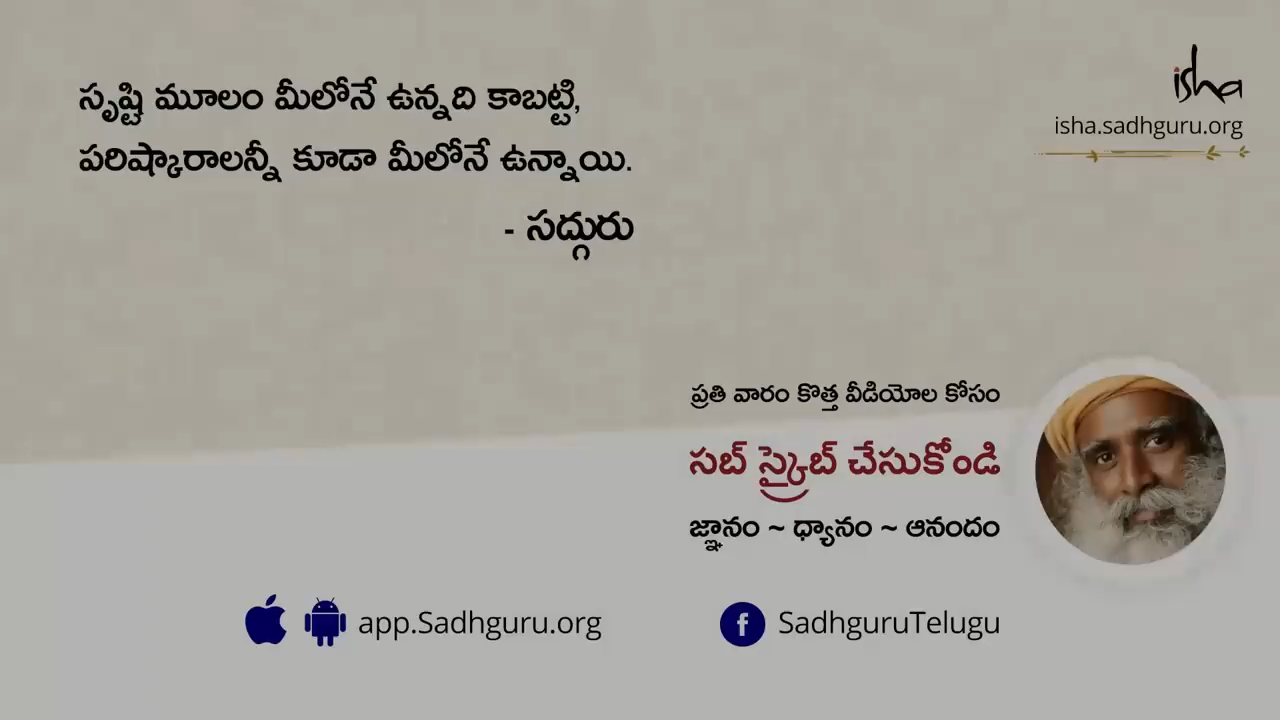 సృష్టి మూలం మీలోనే ఉన్నది కాబట్టి,
పరిష్కారాలన్నీ కూడా మీలోనే ఉన్నాయి.
- సద్గురు
isha
isha.sadhguru.org
ప్రతి వారం కొత్త వీడియోల కోసం
సబ్ స్క్రైబ్ చేసుకోండి
జ్ఞానం ~ ధ్యానం ~ ఆనందం
app.Sadhguru.org
f SadhguruTelugu